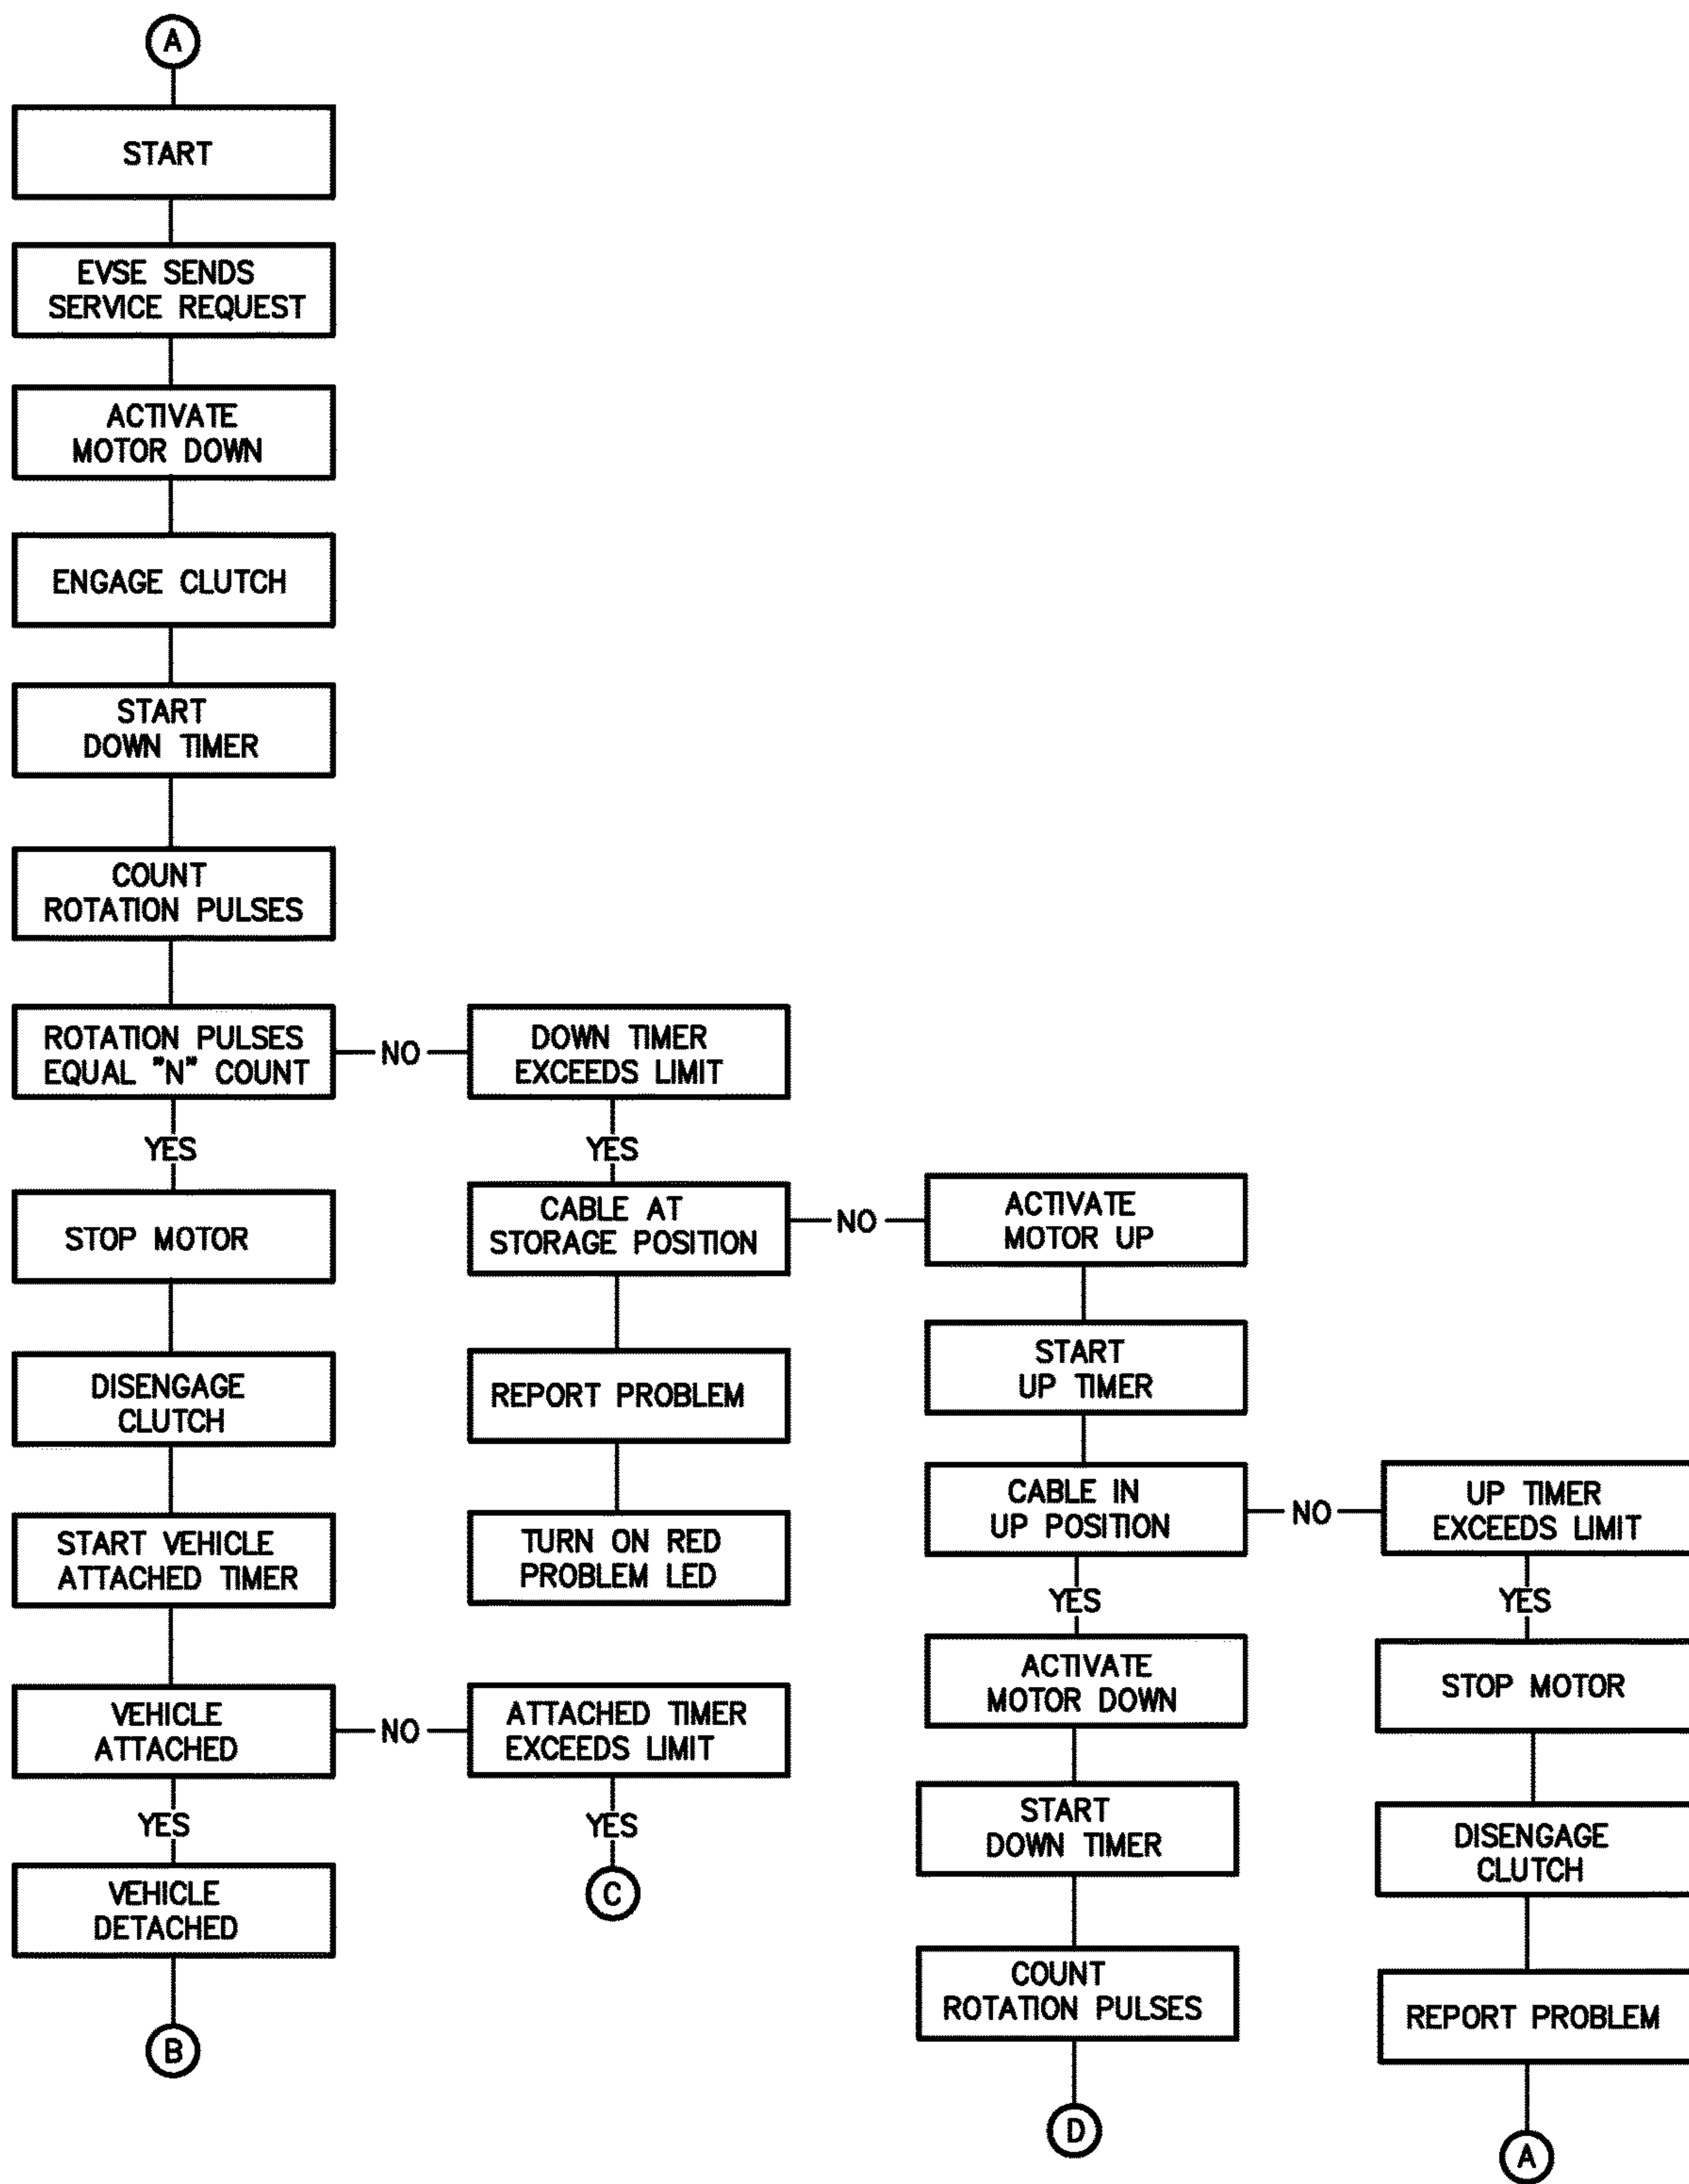 A
START
EVSE SENDS
SERVICE REQUEST
ACTIVATE
MOTOR DOWN
ENGAGE CLUTCH
START
DOWN TIMER
COUNT
ROTATION PULSES
ROTATION PULSES
EQUAL "N" COUNT
NO
YES
STOP MOTOR
DISENGAGE
CLUTCH
START VEHICLE
ATTACHED TIMER
VEHICLE
ATTACHED
NO
YES
VEHICLE
DETACHED
B
DOWN TIMER
EXCEEDS LIMIT
YES
CABLE AT
STORAGE POSITION
NO
REPORT PROBLEM
TURN ON RED
PROBLEM LED
ATTACHED TIMER
EXCEEDS LIMIT
YES
C
ACTIVATE
MOTOR UP
START
UP TIMER
CABLE IN
UP POSITION
NO
YES
ACTIVATE
MOTOR DOWN
START
DOWN TIMER
COUNT
ROTATION PULSES
D
UP TIMER
EXCEEDS LIMIT
YES
STOP MOTOR
DISENGAGE
CLUTCH
REPORT PROBLEM
A